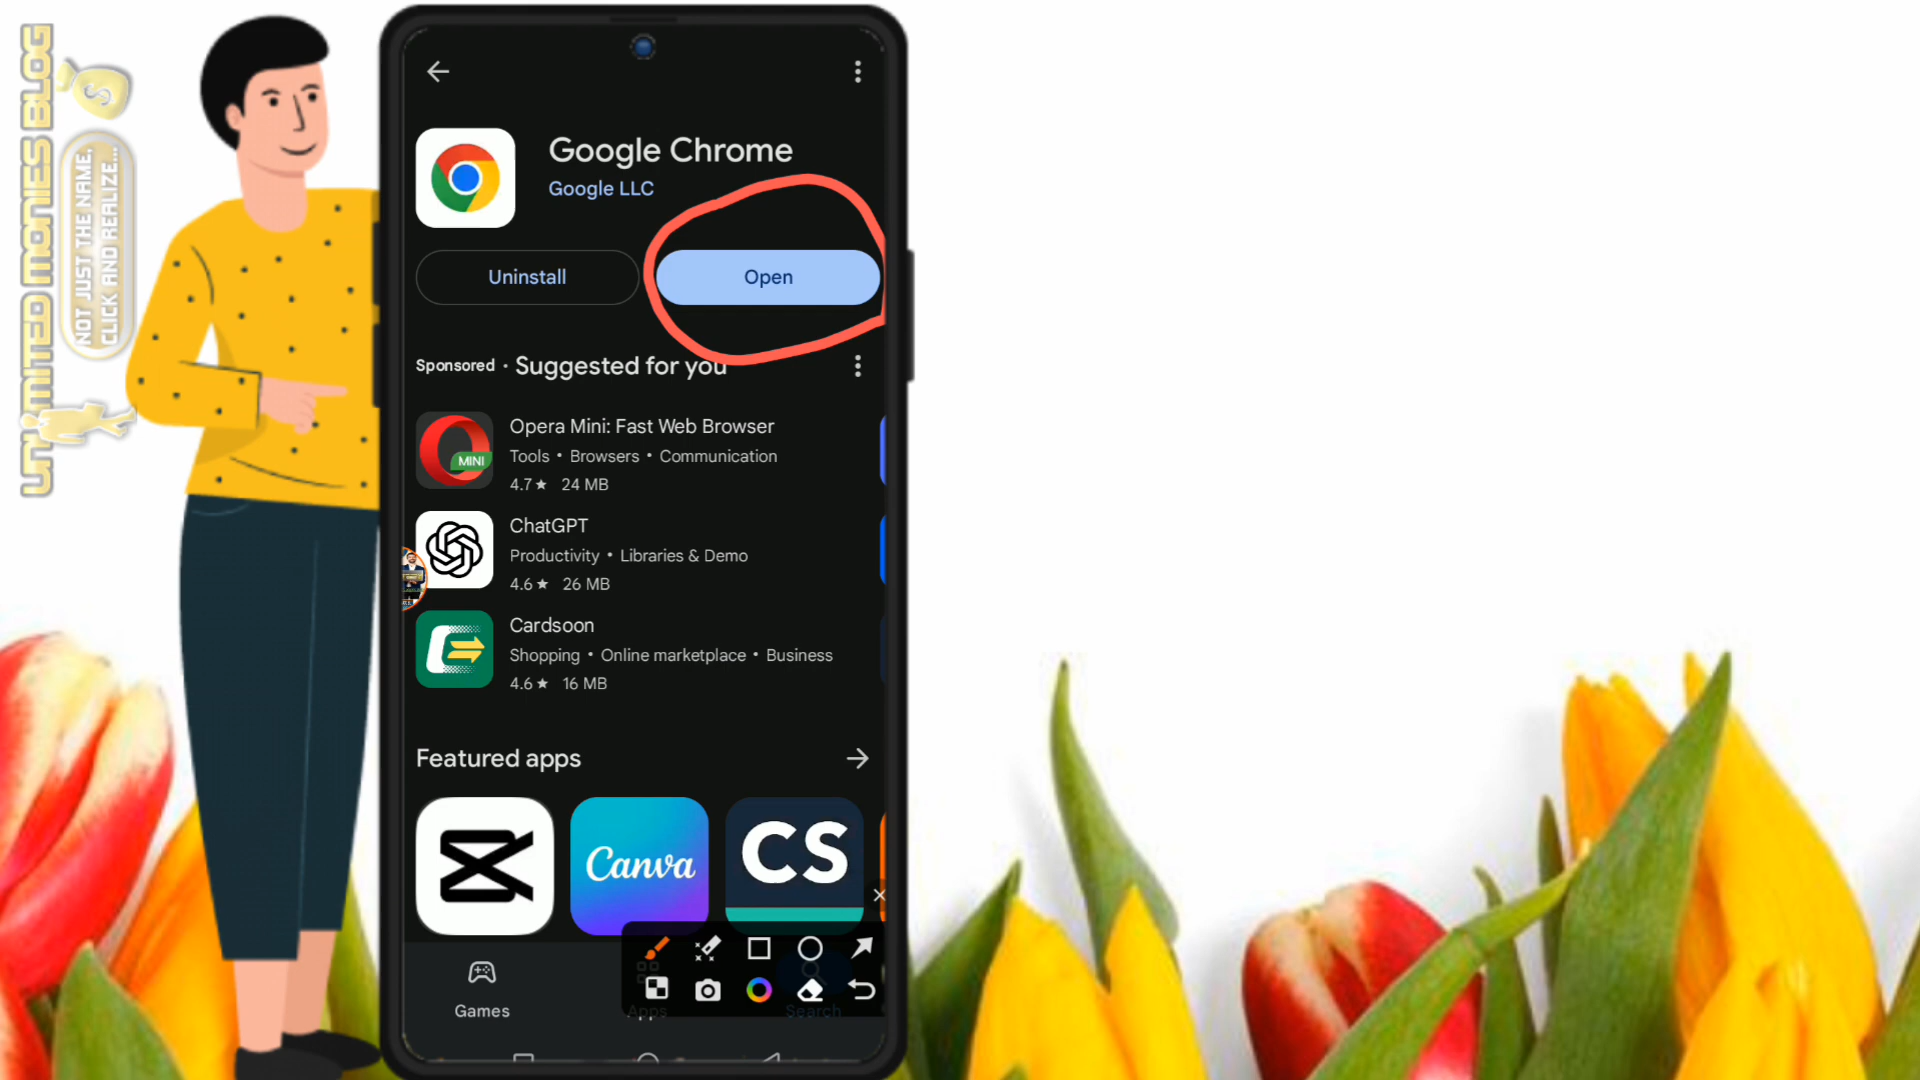 UNLIMITED MONIES BLOG
NOT JUST THE NAME,
CLICK AND REALIZE...
$
Google Chrome
Google LLC
Uninstall
Open
Sponsored · Suggested for you
Opera Mini: Fast Web Browser
MINI
Tools • Browsers • Communication
4.7★ 24 MB
ChatGPT
Productivity • Libraries & Demo
4.6★ 26 MB
Cardsoon
Shopping • Online marketplace • Business
4.6★ 16 MB
Featured apps
Canva
CS
Games
Apps
Search